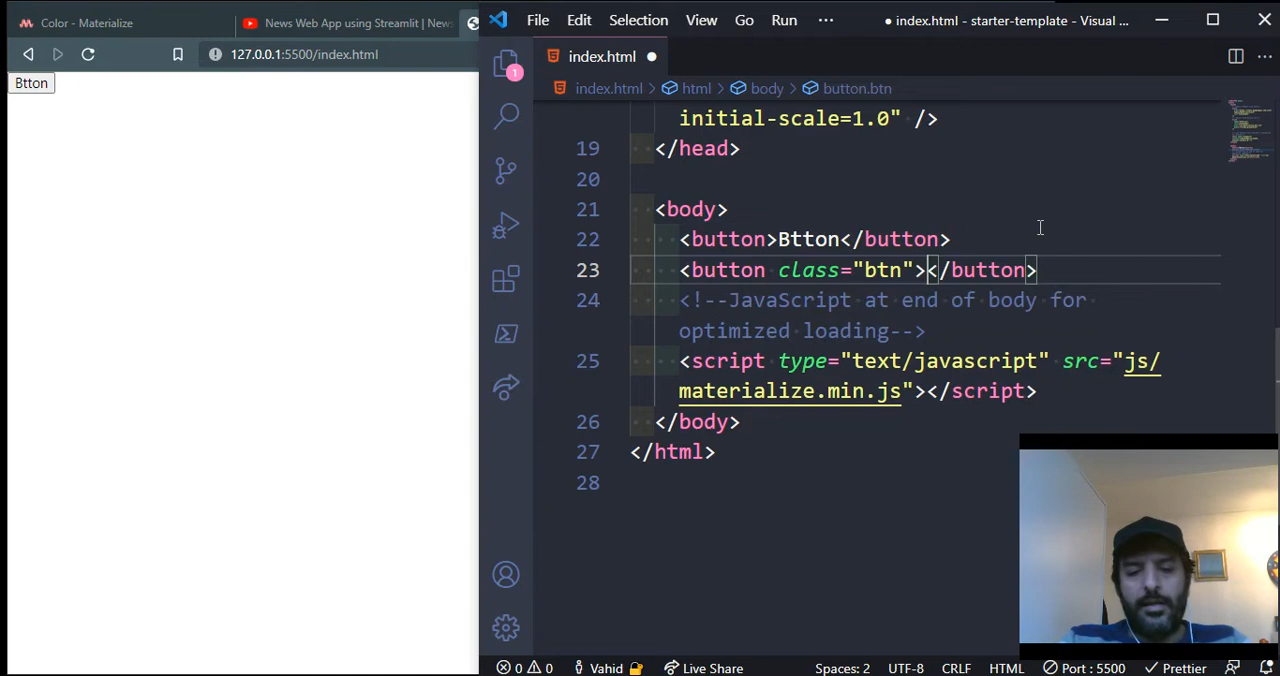 Color - Materialize
News Web App using Streamlit | New
127.0.0.1:5500/index.html
Btton
File Edit Selection View Go Run ···
● index.html - starter-template - Visual ...
index.html ●
index.html > html > body > button.btn
1
initial-scale=1.0" />
19 </head>
20
21 <body>
22 <button>Btton</button>
23 <button class="btn"></button>
24 <!--JavaScript at end of body for
optimized loading-->
25 <script type="text/javascript" src="js/
materialize.min.js"></script>
26 </body>
27 </html>
28
0 0 Vahid Live Share Spaces: 2 UTF-8 CRLF HTML Port : 5500 Prettier